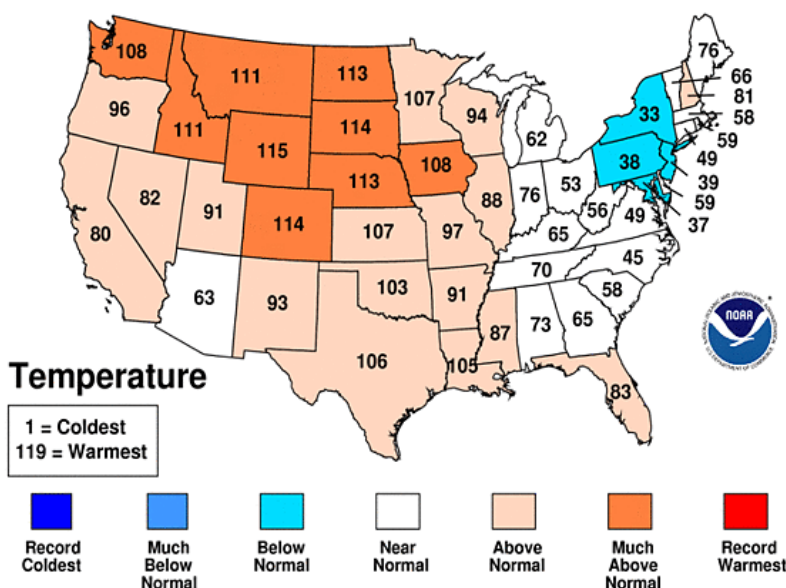 108
111
113
107
76
66
81
58
59
49
39
59
37
96
111
115
114
94
62
33
38
108
113
82
91
114
107
88
76
53
56
49
80
97
65
45
63
93
103
91
70
58
106
105
87
73
65
83
NOAA
Temperature
1 = Coldest
119 = Warmest
Record
Coldest
Much
Below
Normal
Below
Normal
Near
Normal
Above
Normal
Much
Above
Normal
Record
Warmest